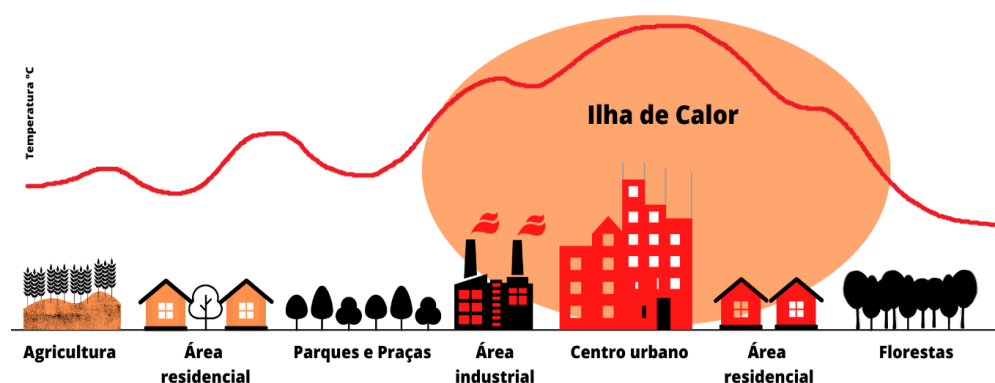 Temperatura °C
Ilha de Calor
Agricultura
Área
residencial
Parques e Praças
Área
industrial
Centro urbano
Área
residencial
Florestas